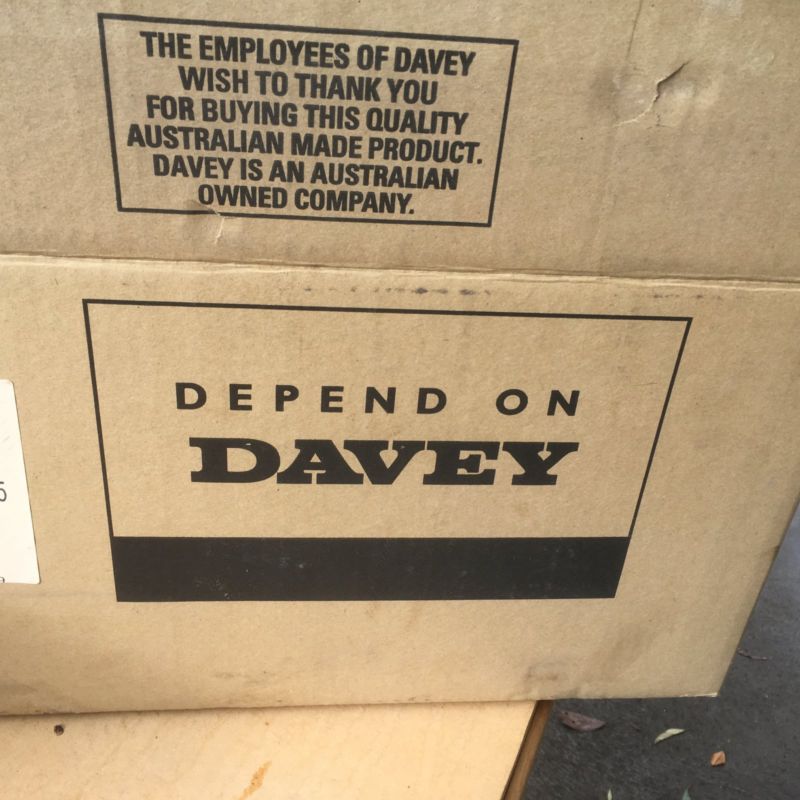 THE EMPLOYEES OF DAVEY
WISH TO THANK YOU
FOR BUYING THIS QUALITY
AUSTRALIAN MADE PRODUCT.
DAVEY IS AN AUSTRALIAN
OWNED COMPANY.
DEPEND ON
DAVEY
5